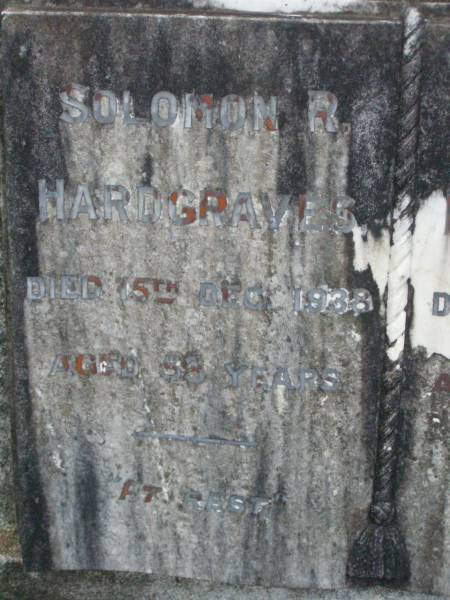 SOLOMON R.
HARDGRAVES
DIED 15TH DEC. 1938
AGED YEARS
"AT REST"